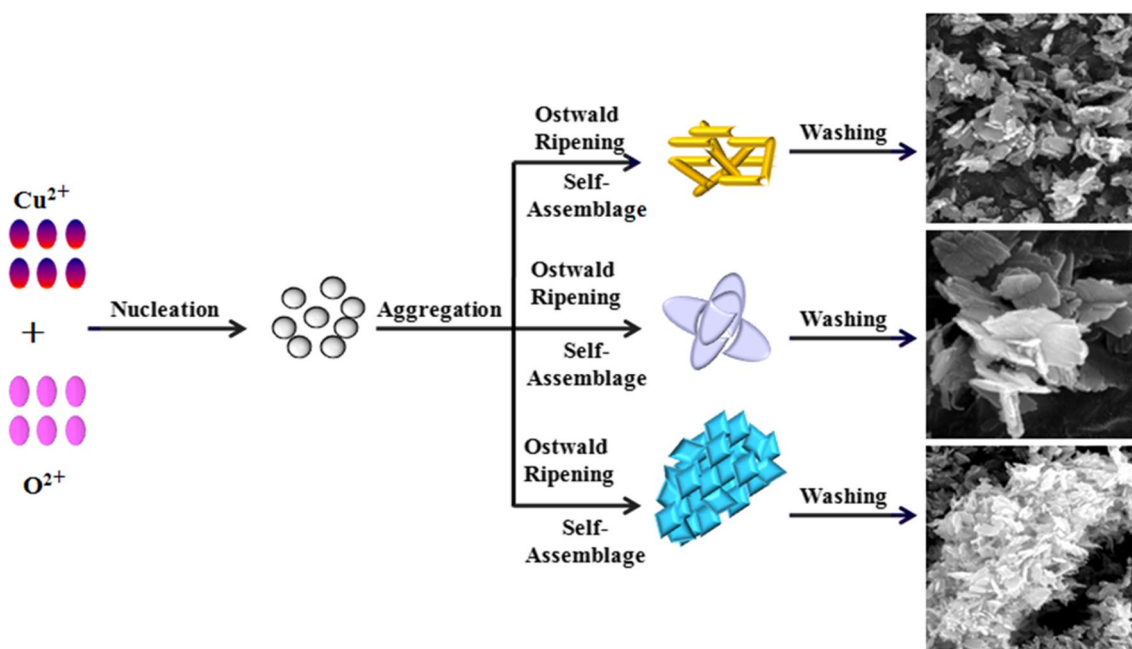 Cu²⁺
+
O²⁺
Nucleation
Aggregation
Ostwald
Ripening
Self-
Assemblage
Washing
Ostwald
Ripening
Self-
Assemblage
Washing
Ostwald
Ripening
Self-
Assemblage
Washing